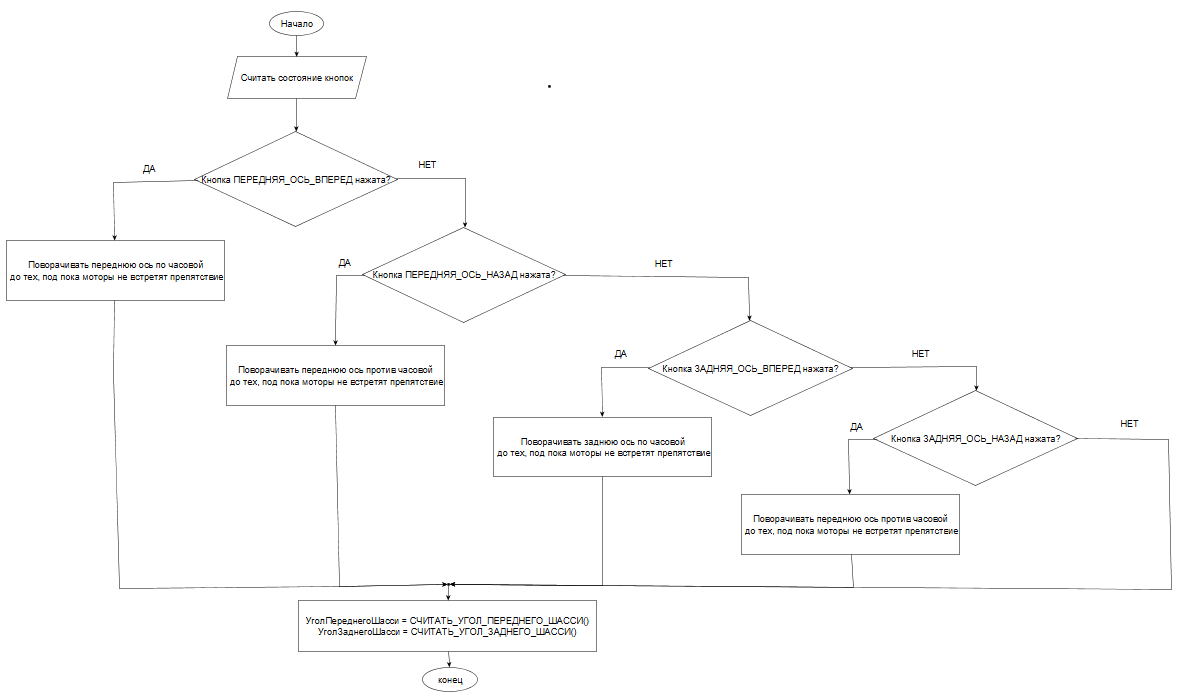 Начало
Считать состояние кнопок
ДА
НЕТ
Кнопка ПЕРЕДНЯЯ_ОСЬ_ВПЕРЕД нажата?
Поворачивать переднюю ось по часовой
до тех, под пока моторы не встретят препятствие
ДА
НЕТ
Кнопка ПЕРЕДНЯЯ_ОСЬ_НАЗАД нажата?
Поворачивать переднюю ось против часовой
до тех, под пока моторы не встретят препятствие
ДА
НЕТ
Кнопка ЗАДНЯЯ_ОСЬ_ВПЕРЕД нажата?
Поворачивать заднюю ось по часовой
до тех, под пока моторы не встретят препятствие
ДА
НЕТ
Кнопка ЗАДНЯЯ_ОСЬ_НАЗАД нажата?
Поворачивать переднюю ось против часовой
до тех, под пока моторы не встретят препятствие
УголПереднегоШасси = СЧИТАТЬ_УГОЛ_ПЕРЕДНЕГО_ШАССИ()
УголЗаднегоШасси = СЧИТАТЬ_УГОЛ_ЗАДНЕГО_ШАССИ()
конец